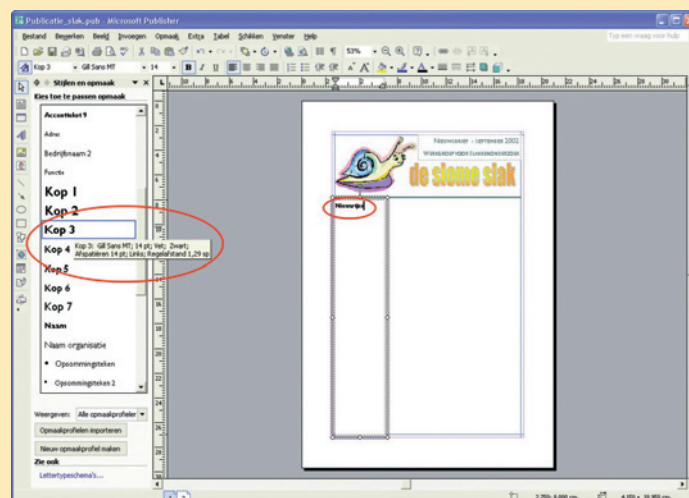 Publicatie_slak.pub - Microsoft Publisher
Bestand Bewerken Beeld Invoegen Opmaak Extra Tabel Schikken Venster Help
Typ een vraag voor hulp
53%
Kop 3 Gill Sans MT 14 B I U
Stijlen en opmaak
Kies toe te passen opmaak
Accenttekst 9
Adres
Bedrijfsnaam 2
Functie
Kop 1
Kop 2
Kop 3
Kop 4
Kop 3: Gill Sans MT; 14 pt; Vet; Zwart;
Afspatiëren 14 pt; Links; Regelafstand 1,29 sp
Kop 5
Kop 6
Kop 7
Naam
Naam organisatie
• Opsommingsteken
• Opsommingsteken 2
Weergeven: Alle opmaakprofielen
Opmaakprofielen importeren
Nieuw opmaakprofiel maken
Zie ook
Lettertypeschema's...
Nieuwsbrief - september 2002
de slome slak
Nieuwtjes